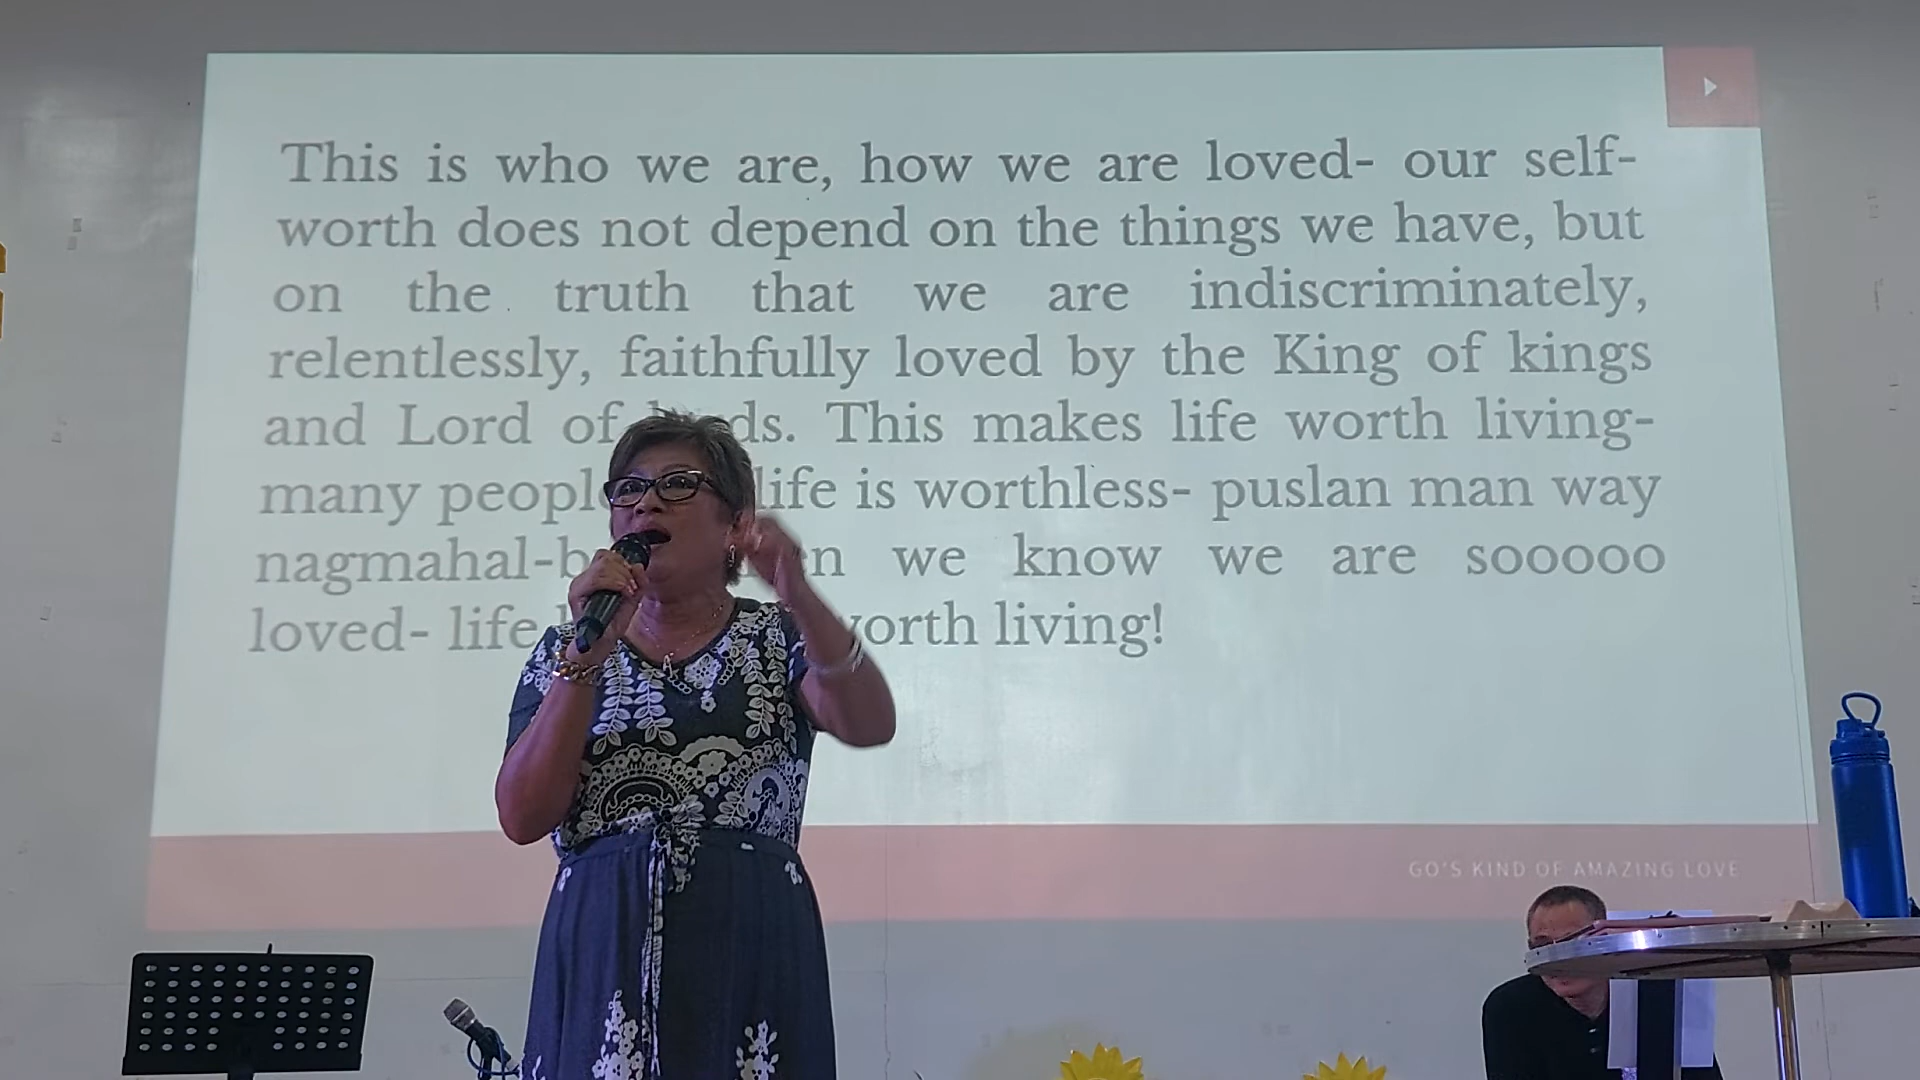 This is who we are, how we are loved- our self-
worth does not depend on the things we have, but
on the truth that we are indiscriminately,
relentlessly, faithfully loved by the King of kings
and Lord of This makes life worth living-
many life is worthless- puslan man way
nagmahal- we know we are sooooo
loved- life worth living!
GO'S KIND OF AMAZING LOVE